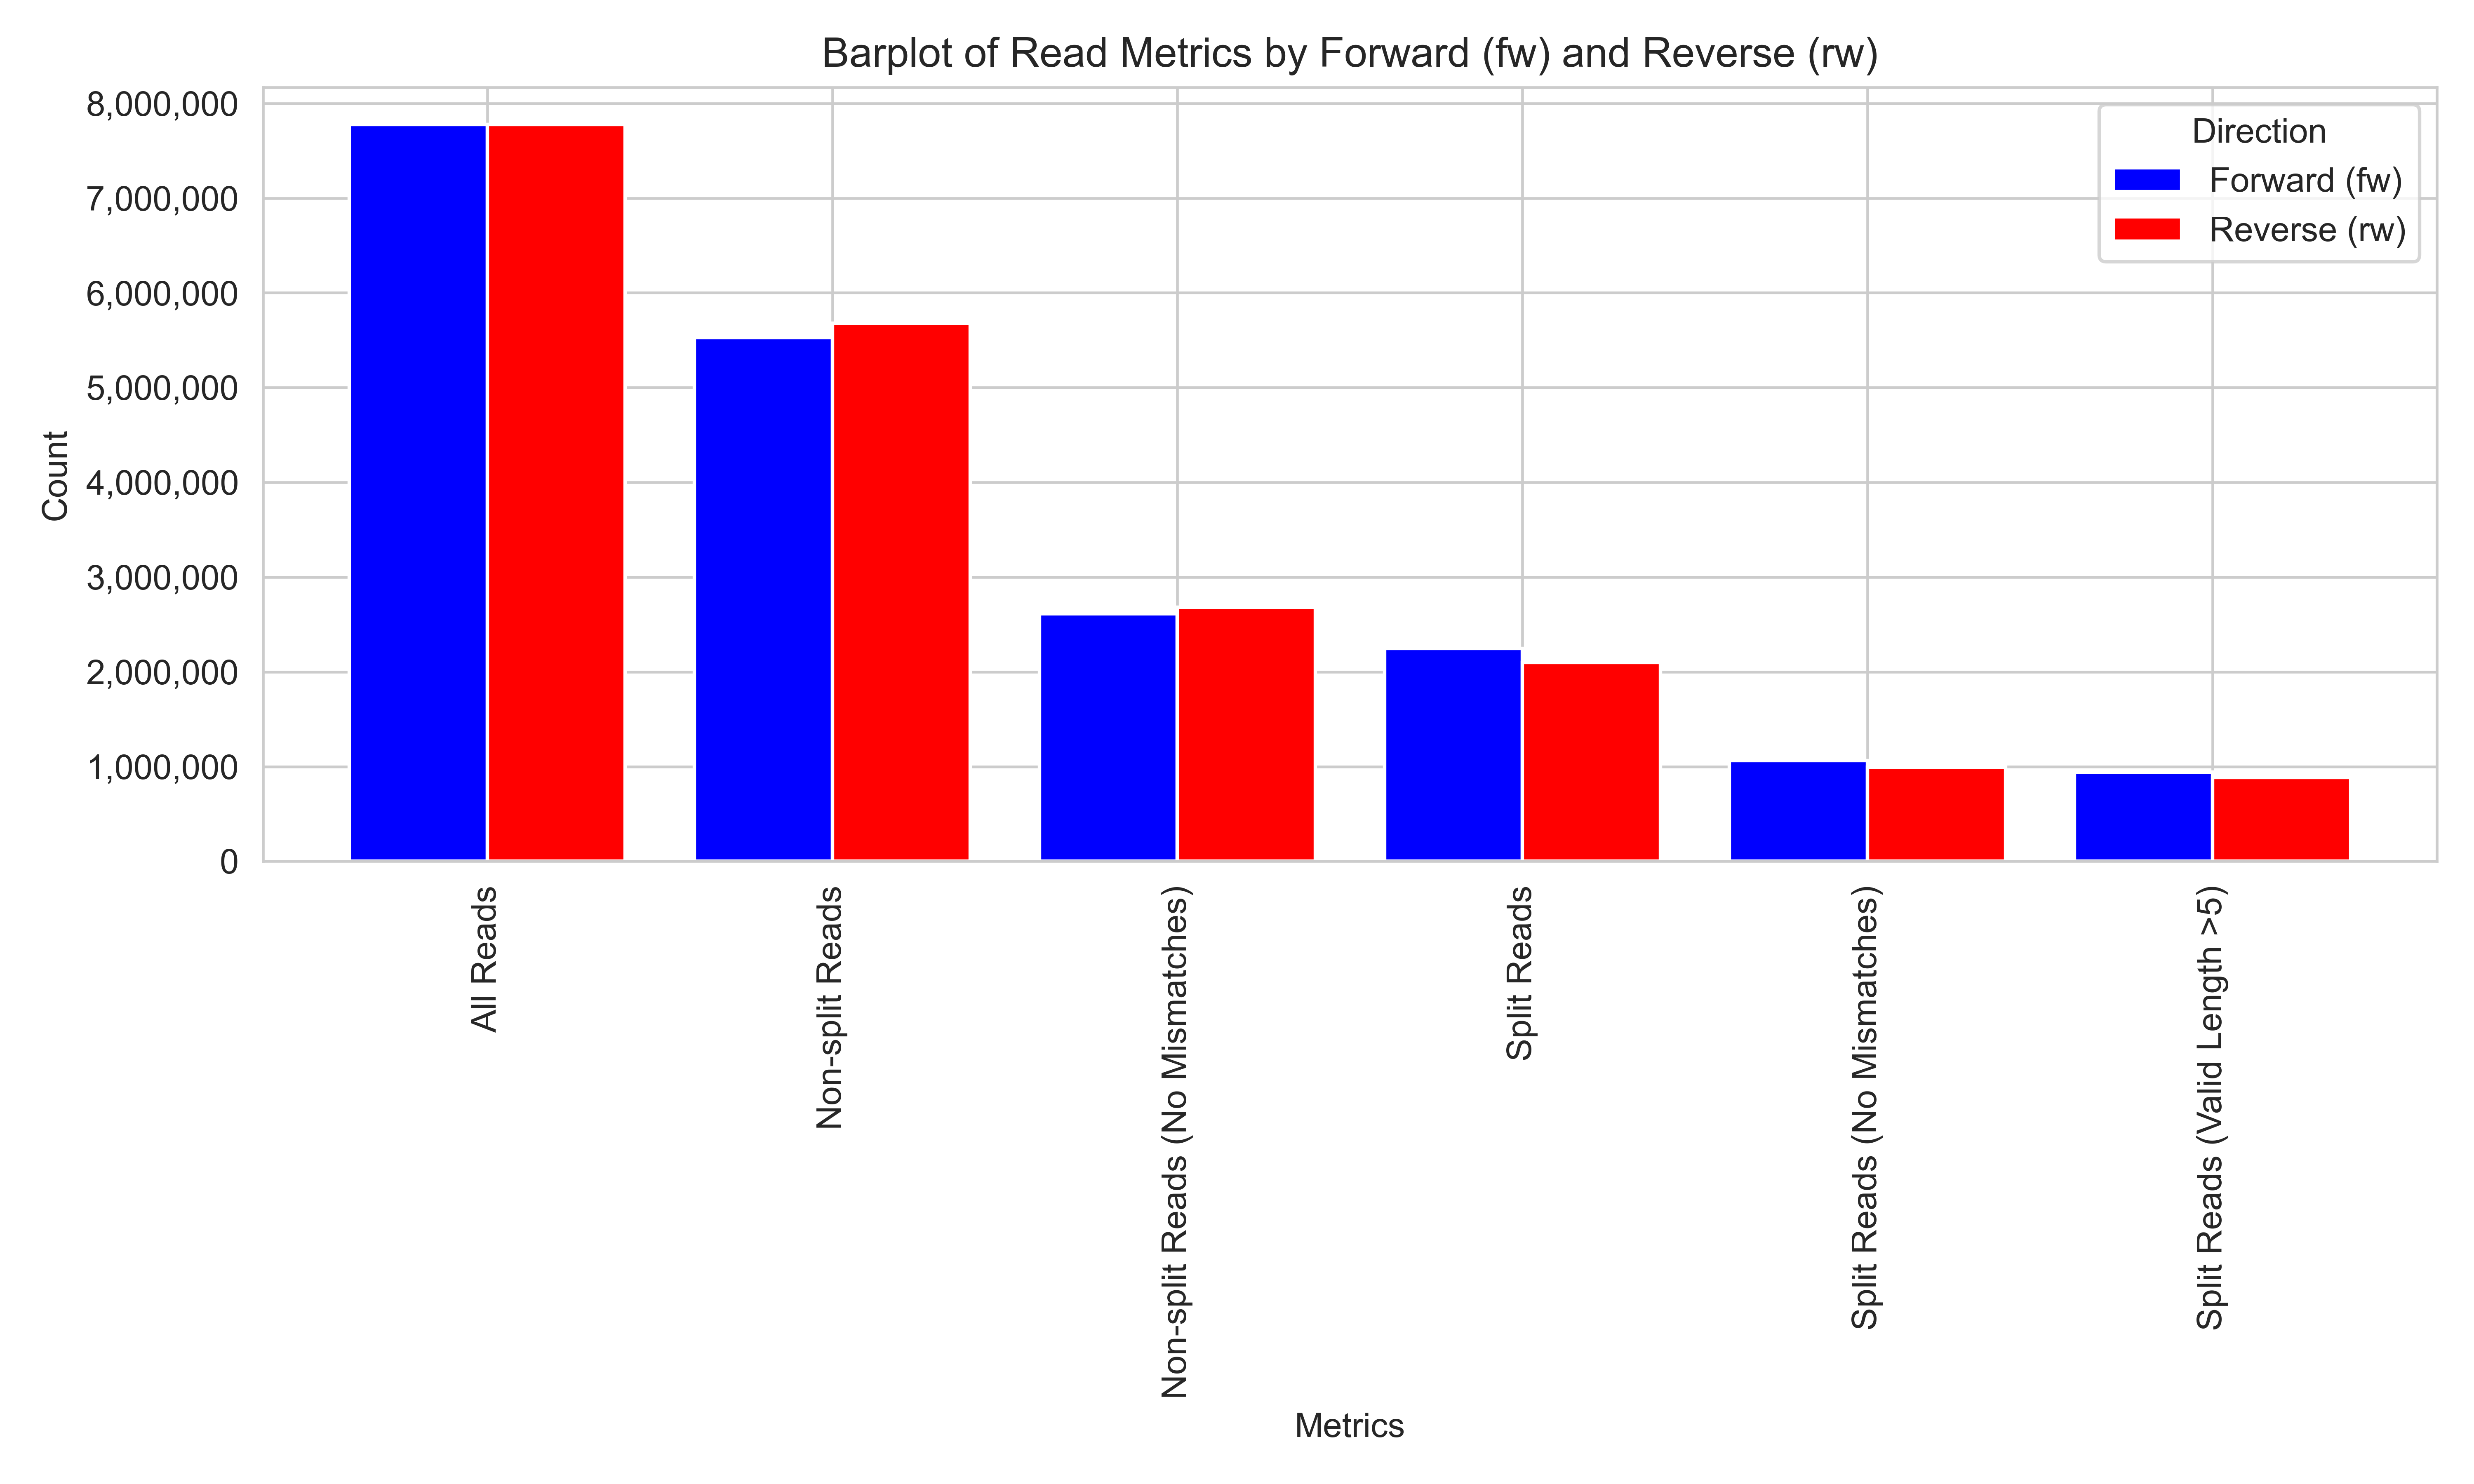 Barplot of Read Metrics by Forward (fw) and Reverse (rw)
Direction
Forward (fw)
Reverse (rw)
Count
8,000,000
7,000,000
6,000,000
5,000,000
4,000,000
3,000,000
2,000,000
1,000,000
0
All Reads
Non-split Reads
Non-split Reads (No Mismatches)
Split Reads
Split Reads (No Mismatches)
Split Reads (Valid Length >5)
Metrics